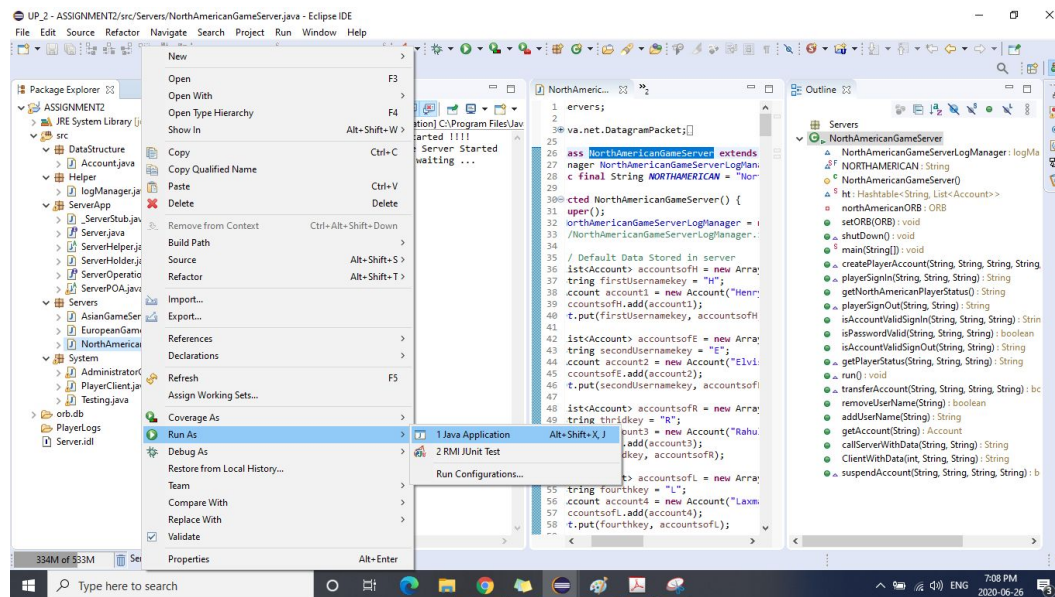 UP_2 - ASSIGNMENT2/src/Servers/NorthAmericanGameServer.java - Eclipse IDE
File Edit Source Refactor Navigate Search Project Run Window Help
Package Explorer
ASSIGNMENT2
JRE System Library [j
src
DataStructure
Account.java
Helper
logManager.ja
ServerApp
_ServerStub.jav
Server.java
ServerHelper.ja
ServerHolder.ja
ServerOperatio
ServerPOA.java
Servers
AsianGameSer
EuropeanGam
NorthAmerica
System
Administrator
PlayerClient.jav
Testing.java
orb.db
PlayerLogs
Server.idl
New
Open F3
Open With
Open Type Hierarchy F4
Show In Alt+Shift+W
Copy Ctrl+C
Copy Qualified Name
Paste Ctrl+V
Delete Delete
Remove from Context Ctrl+Alt+Shift+Down
Build Path
Source Alt+Shift+S
Refactor Alt+Shift+T
Import...
Export...
References
Declarations
Refresh F5
Assign Working Sets...
Coverage As
Run As
Debug As
Restore from Local History...
Team
Compare With
Replace With
Validate
Properties Alt+Enter
1 Java Application Alt+Shift+X, J
2 RMI JUnit Test
Run Configurations...
ation] C:\Program Files\Jav
tarted !!!!
Server Started
waiting ...
NorthAmeric... 2
1 ervers;
2
3 va.net.DatagramPacket;
25
26 ass NorthAmericanGameServer extends
27 nager NorthAmericanGameServerLogMan
28 c final String NORTHAMERICAN = "Nor
29
30 cted NorthAmericanGameServer() {
31 uper();
32 orthAmericanGameServerLogManager =
33 /NorthAmericanGameServerLogManager.
34
35 / Default Data Stored in server
36 ist<Account> accountsofH = new Array
37 tring firstUsernamekey = "H";
38 ccount account1 = new Account("Henr
39 ccountsofH.add(account1);
40 t.put(firstUsernamekey, accountsofH
41
42 ist<Account> accountsofE = new Array
43 tring secondUsernamekey = "E";
44 ccount account2 = new Account("Elvi
45 ccountsofE.add(account2);
46 t.put(secondUsernamekey, accountsof
47
48 ist<Account> accountsofR = new Array
49 tring thridkey = "R";
ount3 = new Account("Rahu
.add(account3);
dkey, accountsofR);
t> accountsofL = new Array
55 tring fourthkey = "L";
56 ccount account4 = new Account("Laxm
57 ccountsofL.add(account4);
58 t.put(fourthkey, accountsofL);
Outline
Servers
NorthAmericanGameServer
NorthAmericanGameServerLogManager : logMa
NORTHAMERICAN : String
NorthAmericanGameServer()
ht : Hashtable<String, List<Account>>
northAmericanORB : ORB
setORB(ORB) : void
shutDown() : void
main(String[]) : void
createPlayerAccount(String, String, String, String,
playerSignIn(String, String, String) : String
getNorthAmericanPlayerStatus() : String
playerSignOut(String, String) : String
isAccountValidSignIn(String, String, String) : Strin
isPasswordValid(String, String, String) : boolean
isAccountValidSignOut(String, String) : String
getPlayerStatus(String, String, String) : String
run() : void
transferAccount(String, String, String, String) : bc
removeUserName(String) : boolean
addUserName(String) : String
getAccount(String) : Account
callServerWithData(String, String, String) : String
ClientWithData(int, String, String, String) : String
suspendAccount(String, String, String, String) : b
334M of 533M
Ser
Type here to search
ENG
7:08 PM
2020-06-26
3